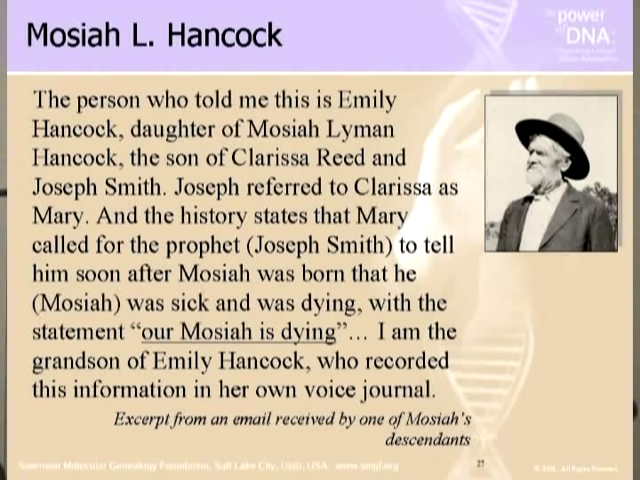 Mosiah L. Hancock
the power
of DNA:
The person who told me this is Emily
Hancock, daughter of Mosiah Lyman
Hancock, the son of Clarissa Reed and
Joseph Smith. Joseph referred to Clarissa as
Mary. And the history states that Mary
called for the prophet (Joseph Smith) to tell
him soon after Mosiah was born that he
(Mosiah) was sick and was dying, with the
statement “our Mosiah is dying”… I am the
grandson of Emily Hancock, who recorded
this information in her own voice journal.
Excerpt from an email received by one of Mosiah’s
descendants
Sorenson Molecular Genealogy Foundation, Salt Lake City, Utah, USA www.smgf.org
27
All Rights Reserved